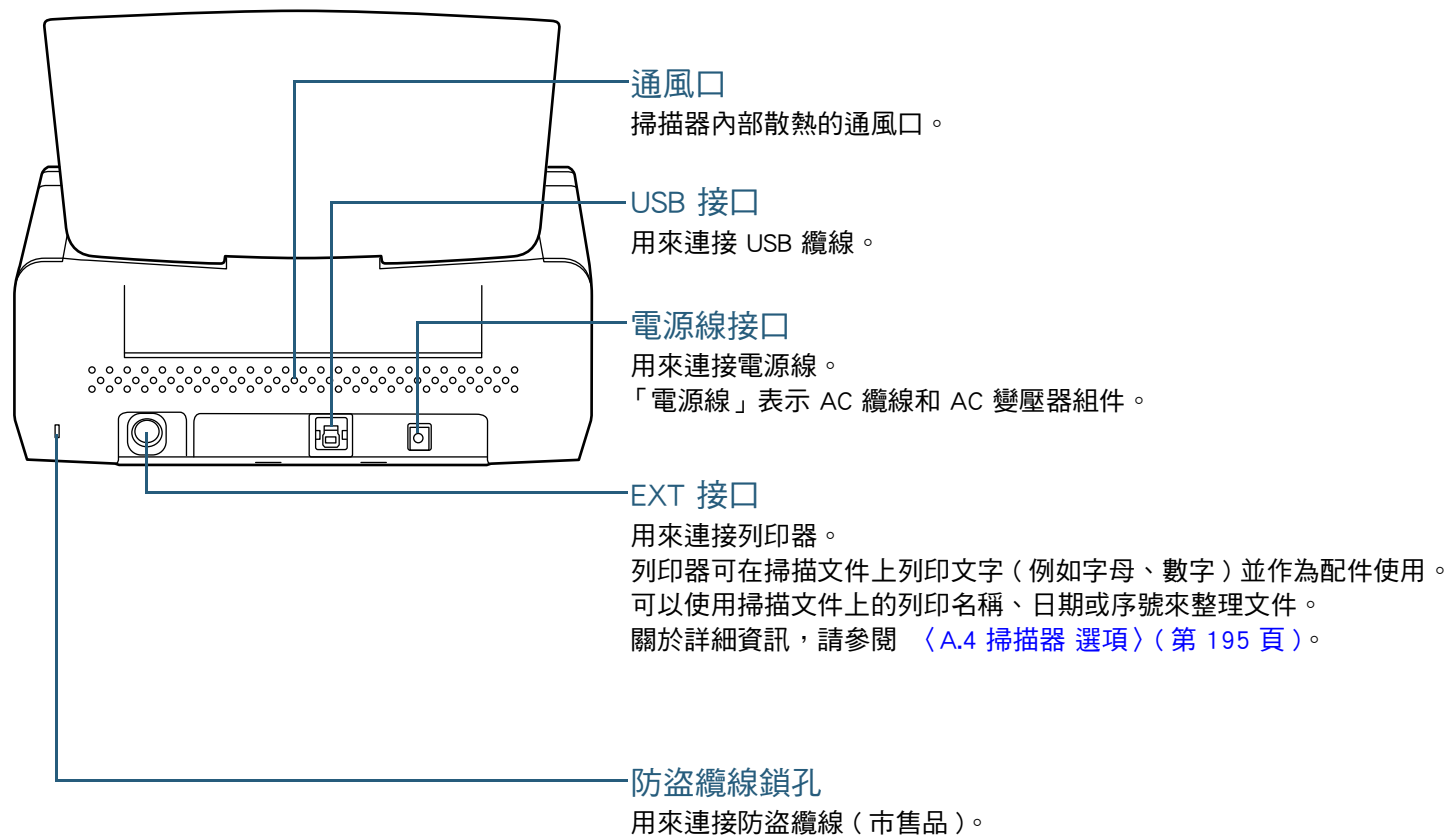 通風口
掃描器內部散熱的通風口。
USB 接口
用來連接 USB 纜線。
電源線接口
用來連接電源線。
「電源線」表示 AC 纜線和 AC 變壓器組件。
EXT 接口
用來連接列印器。
列印器可在掃描文件上列印文字 ( 例如字母、數字 ) 並作為配件使用。
可以使用掃描文件上的列印名稱、日期或序號來整理文件。
關於詳細資訊，請參閱 〈A.4 掃描器 選項〉( 第 195 頁 )。
防盜纜線鎖孔
用來連接防盜纜線 ( 市售品 )。